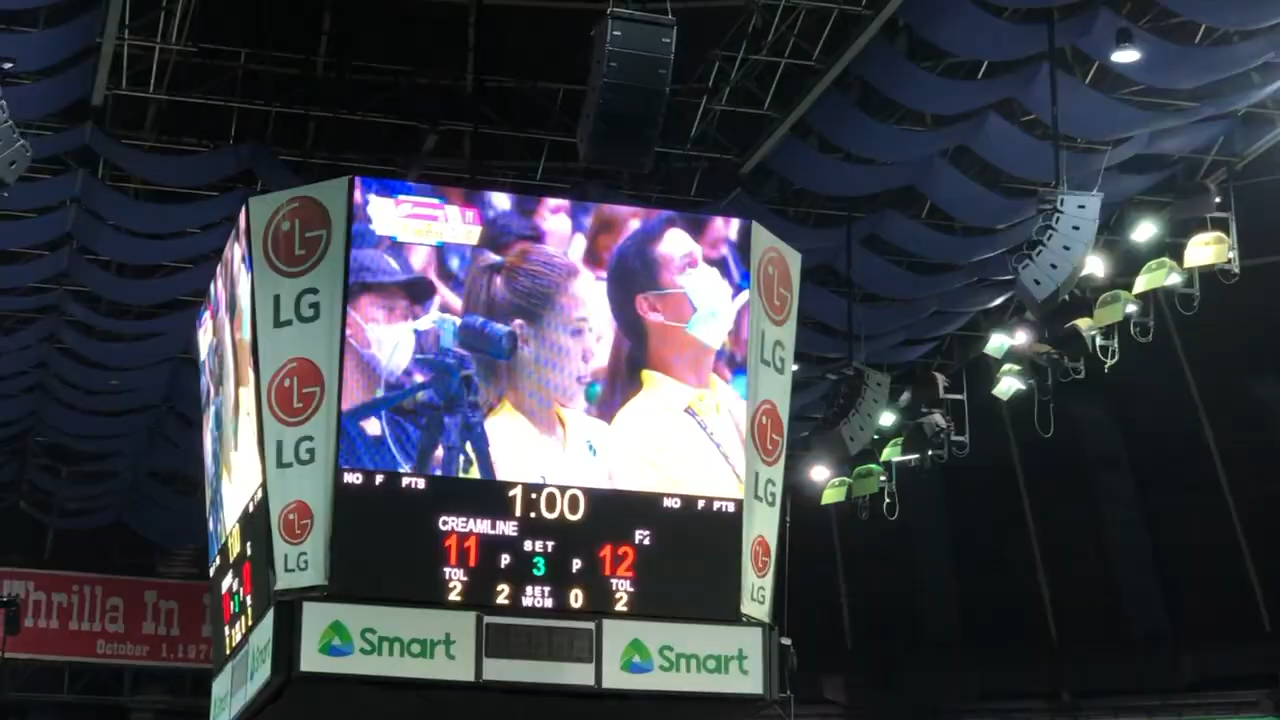 LG
LG
LG
LG
LG
LG
NO F PTS
1:00
NO F PTS
CREAMLINE
F2
11
SET
12
P 3 P
TOL
TOL
2
2
SET
WON
0
2
Smart
Smart
Thrilla In
October 1,197
Smart